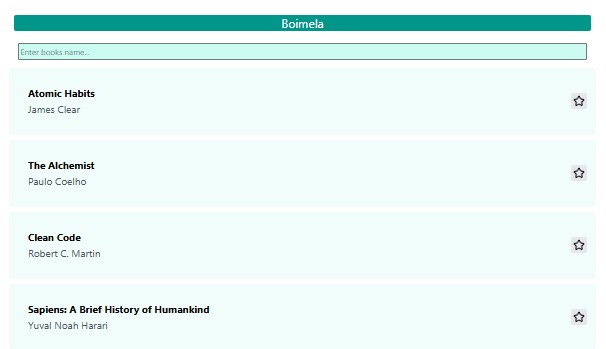 Boimela
Enter books name...
Atomic Habits
James Clear
The Alchemist
Paulo Coelho
Clean Code
Robert C. Martin
Sapiens: A Brief History of Humankind
Yuval Noah Harari